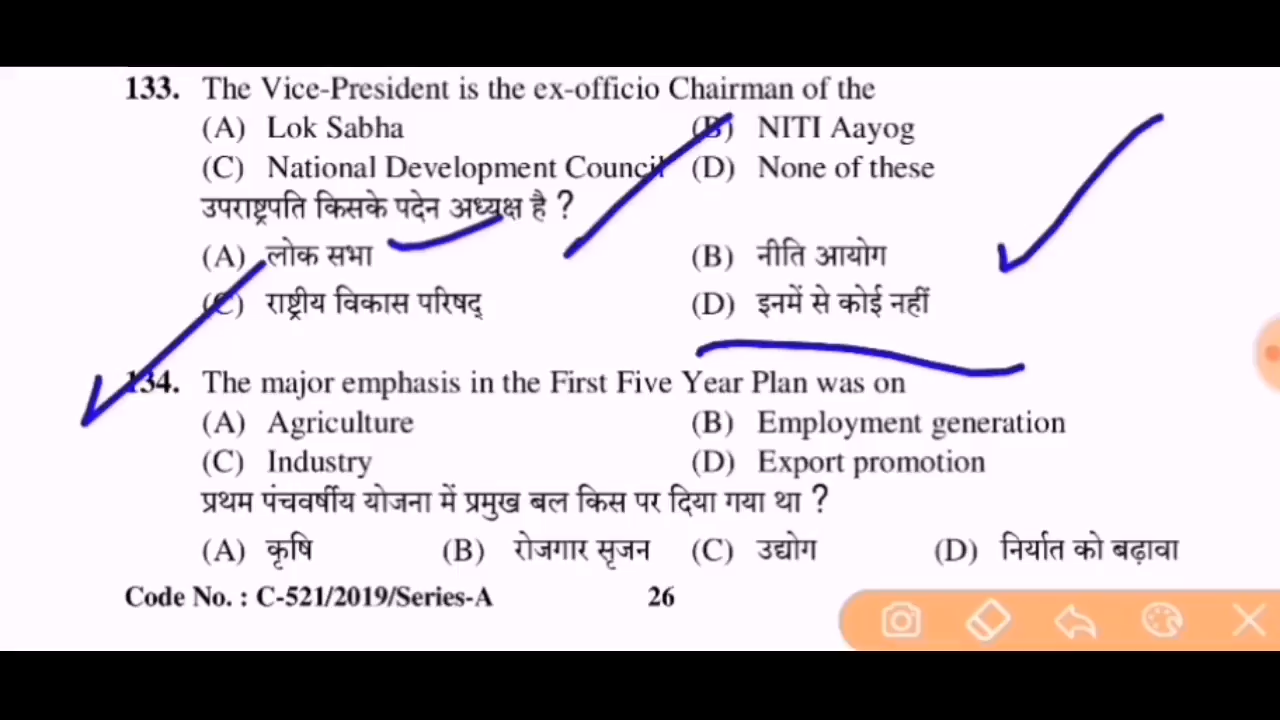 133. The Vice-President is the ex-officio Chairman of the
(A) Lok Sabha (B) NITI Aayog
(C) National Development Council (D) None of these
उपराष्ट्रपति किसके पदेन अध्यक्ष है ?
(A) लोक सभा (B) नीति आयोग
(C) राष्ट्रीय विकास परिषद् (D) इनमें से कोई नहीं
134. The major emphasis in the First Five Year Plan was on
(A) Agriculture (B) Employment generation
(C) Industry (D) Export promotion
प्रथम पंचवर्षीय योजना में प्रमुख बल किस पर दिया गया था ?
(A) कृषि (B) रोजगार सृजन (C) उद्योग (D) निर्यात को बढ़ावा
Code No. : C-521/2019/Series-A 26